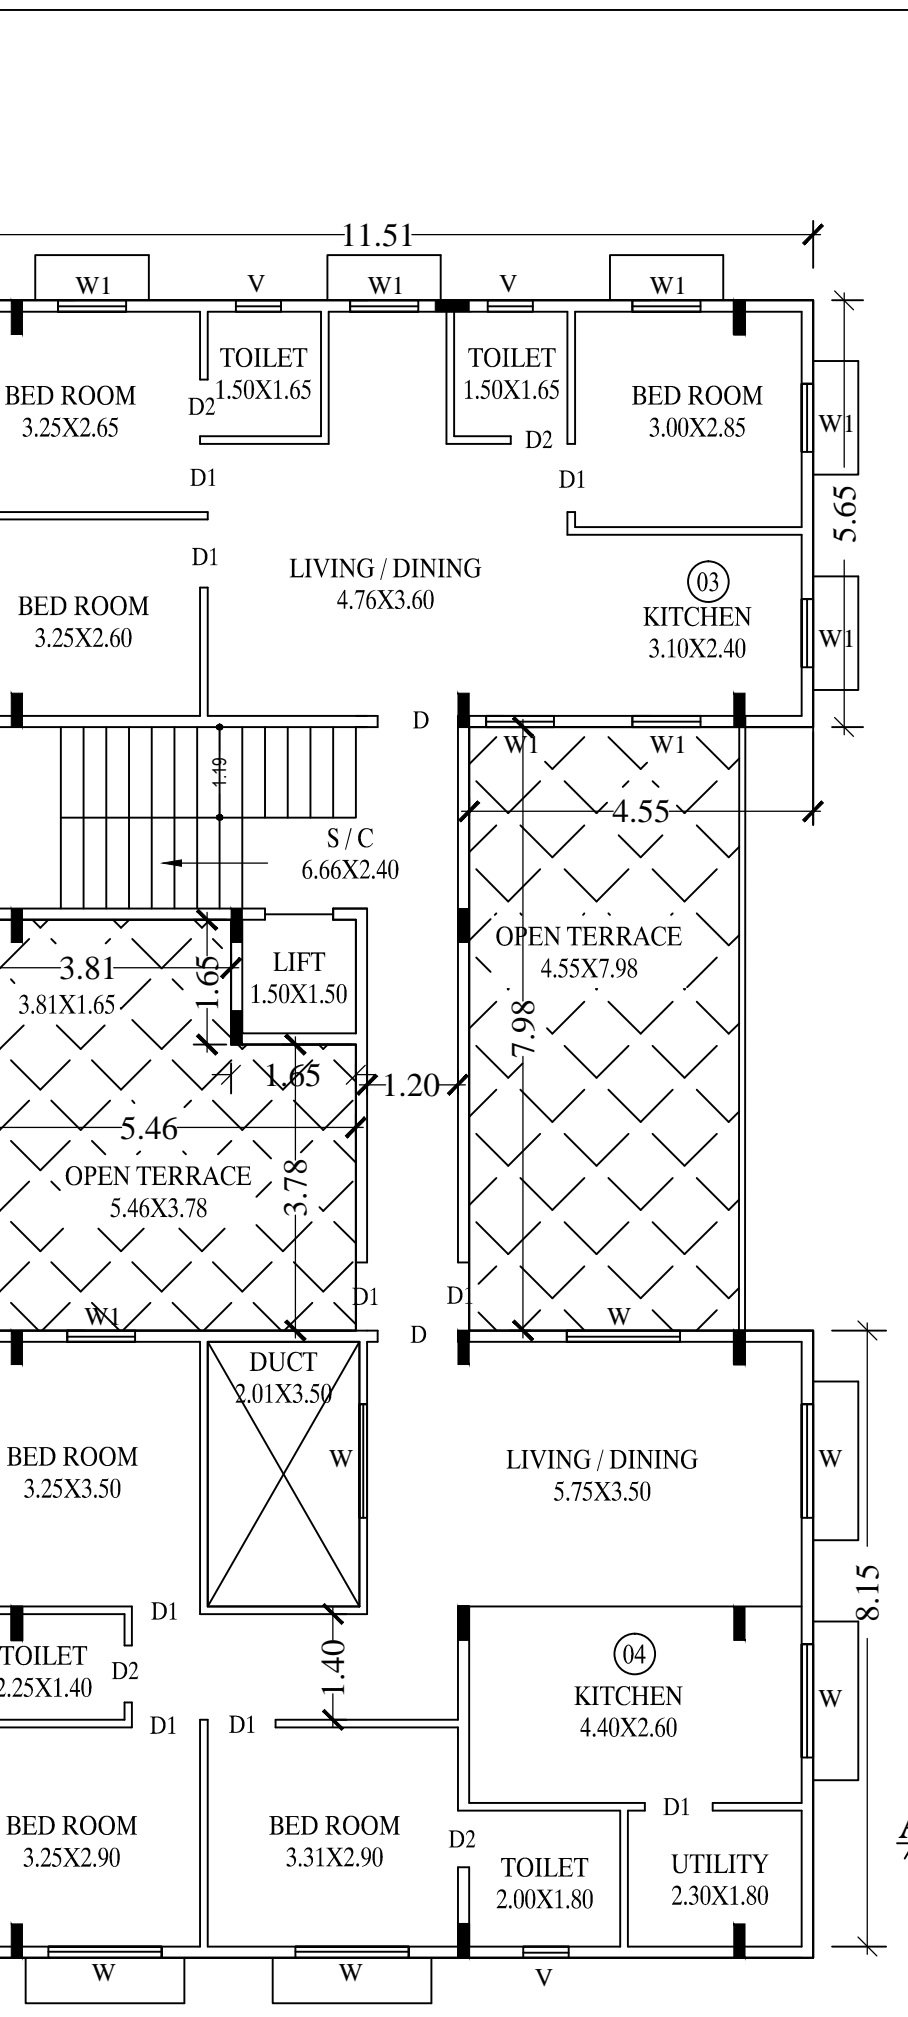 11.51
W1
V
W1
V
W1
TOILET
1.50X1.65
TOILET
1.50X1.65
BED ROOM
3.25X2.65
D2
BED ROOM
3.00X2.85
W1
D2
D1
D1
5.65
D1
LIVING / DINING
4.76X3.60
03
KITCHEN
3.10X2.40
BED ROOM
3.25X2.60
W1
D
W1
W1
1.19
4.55
S / C
6.66X2.40
OPEN TERRACE
4.55X7.98
3.81
3.81X1.65
1.65
LIFT
1.50X1.50
7.98
1.65
1.20
5.46
OPEN TERRACE
5.46X3.78
3.78
D1
D1
W1
D
W
DUCT
2.01X3.50
BED ROOM
3.25X3.50
W
LIVING / DINING
5.75X3.50
W
8.15
D1
TOILET
2.25X1.40
D2
1.40
04
KITCHEN
4.40X2.60
W
D1
D1
D1
BED ROOM
3.25X2.90
BED ROOM
3.31X2.90
D2
TOILET
2.00X1.80
UTILITY
2.30X1.80
W
W
V